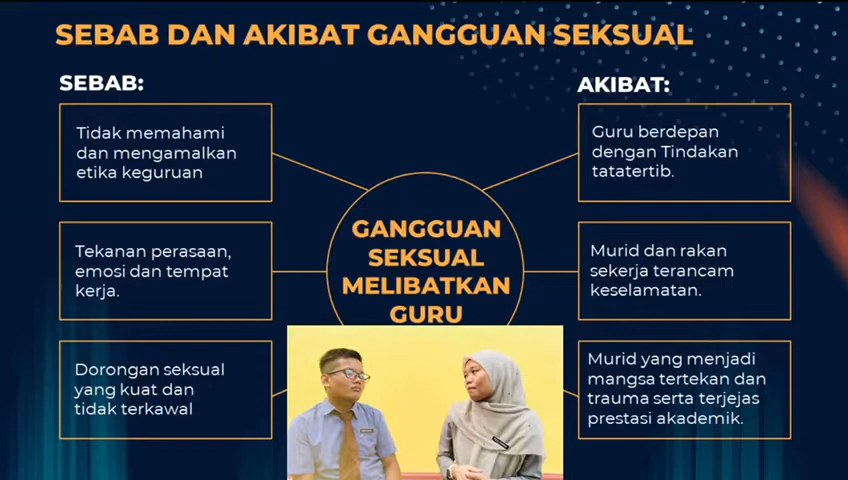 SEBAB DAN AKIBAT GANGGUAN SEKSUAL
SEBAB:
Tidak memahami
dan mengamalkan
etika keguruan
Tekanan perasaan,
emosi dan tempat
kerja.
Dorongan seksual
yang kuat dan
tidak terkawal
GANGGUAN
SEKSUAL
MELIBATKAN
GURU
AKIBAT:
Guru berdepan
dengan Tindakan
tatatertib.
Murid dan rakan
sekerja terancam
keselamatan.
Murid yang menjadi
mangsa tertekan dan
trauma serta terjejas
prestasi akademik.